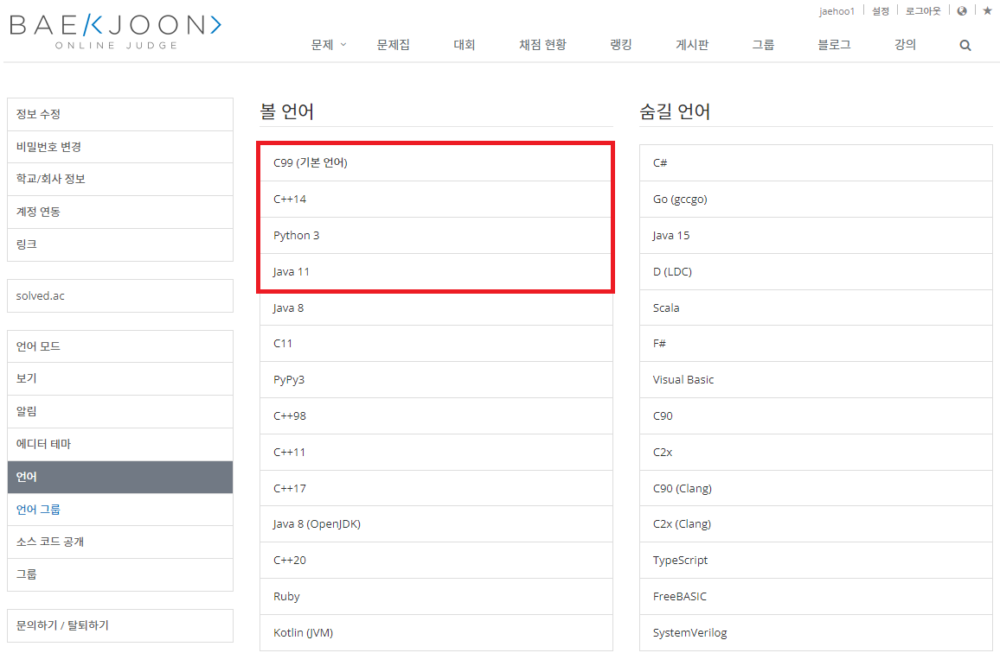 jaehoo1 설정 로그아웃
BAEKJOON>
ONLINE JUDGE
문제 문제집 대회 채점 현황 랭킹 게시판 그룹 블로그 강의
정보 수정
비밀번호 변경
학교/회사 정보
계정 연동
링크
solved.ac
언어 모드
보기
알림
에디터 테마
언어
언어 그룹
소스 코드 공개
그룹
문의하기 / 탈퇴하기
볼 언어
C99 (기본 언어)
C++14
Python 3
Java 11
Java 8
C11
PyPy3
C++98
C++11
C++17
Java 8 (OpenJDK)
C++20
Ruby
Kotlin (JVM)
숨길 언어
C#
Go (gccgo)
Java 15
D (LDC)
Scala
F#
Visual Basic
C90
C2x
C90 (Clang)
C2x (Clang)
TypeScript
FreeBASIC
SystemVerilog